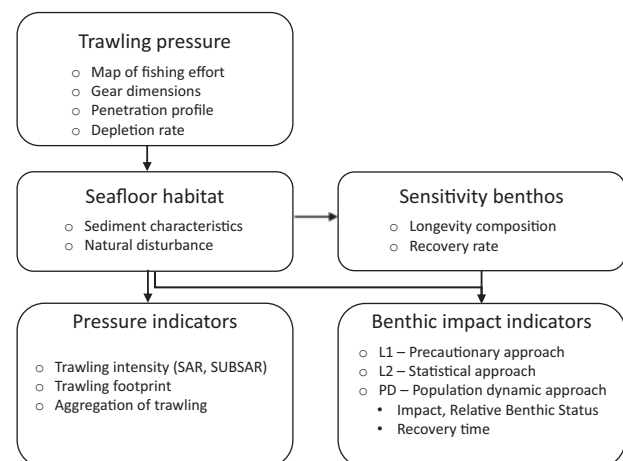 Trawling pressure
○ Map of fishing effort
○ Gear dimensions
○ Penetration profile
○ Depletion rate
Seafloor habitat
○ Sediment characteristics
○ Natural disturbance
Sensitivity benthos
○ Longevity composition
○ Recovery rate
Pressure indicators
○ Trawling intensity (SAR, SUBSAR)
○ Trawling footprint
○ Aggregation of trawling
Benthic impact indicators
○ L1 – Precautionary approach
○ L2 – Statistical approach
○ PD – Population dynamic approach
• Impact, Relative Benthic Status
• Recovery time